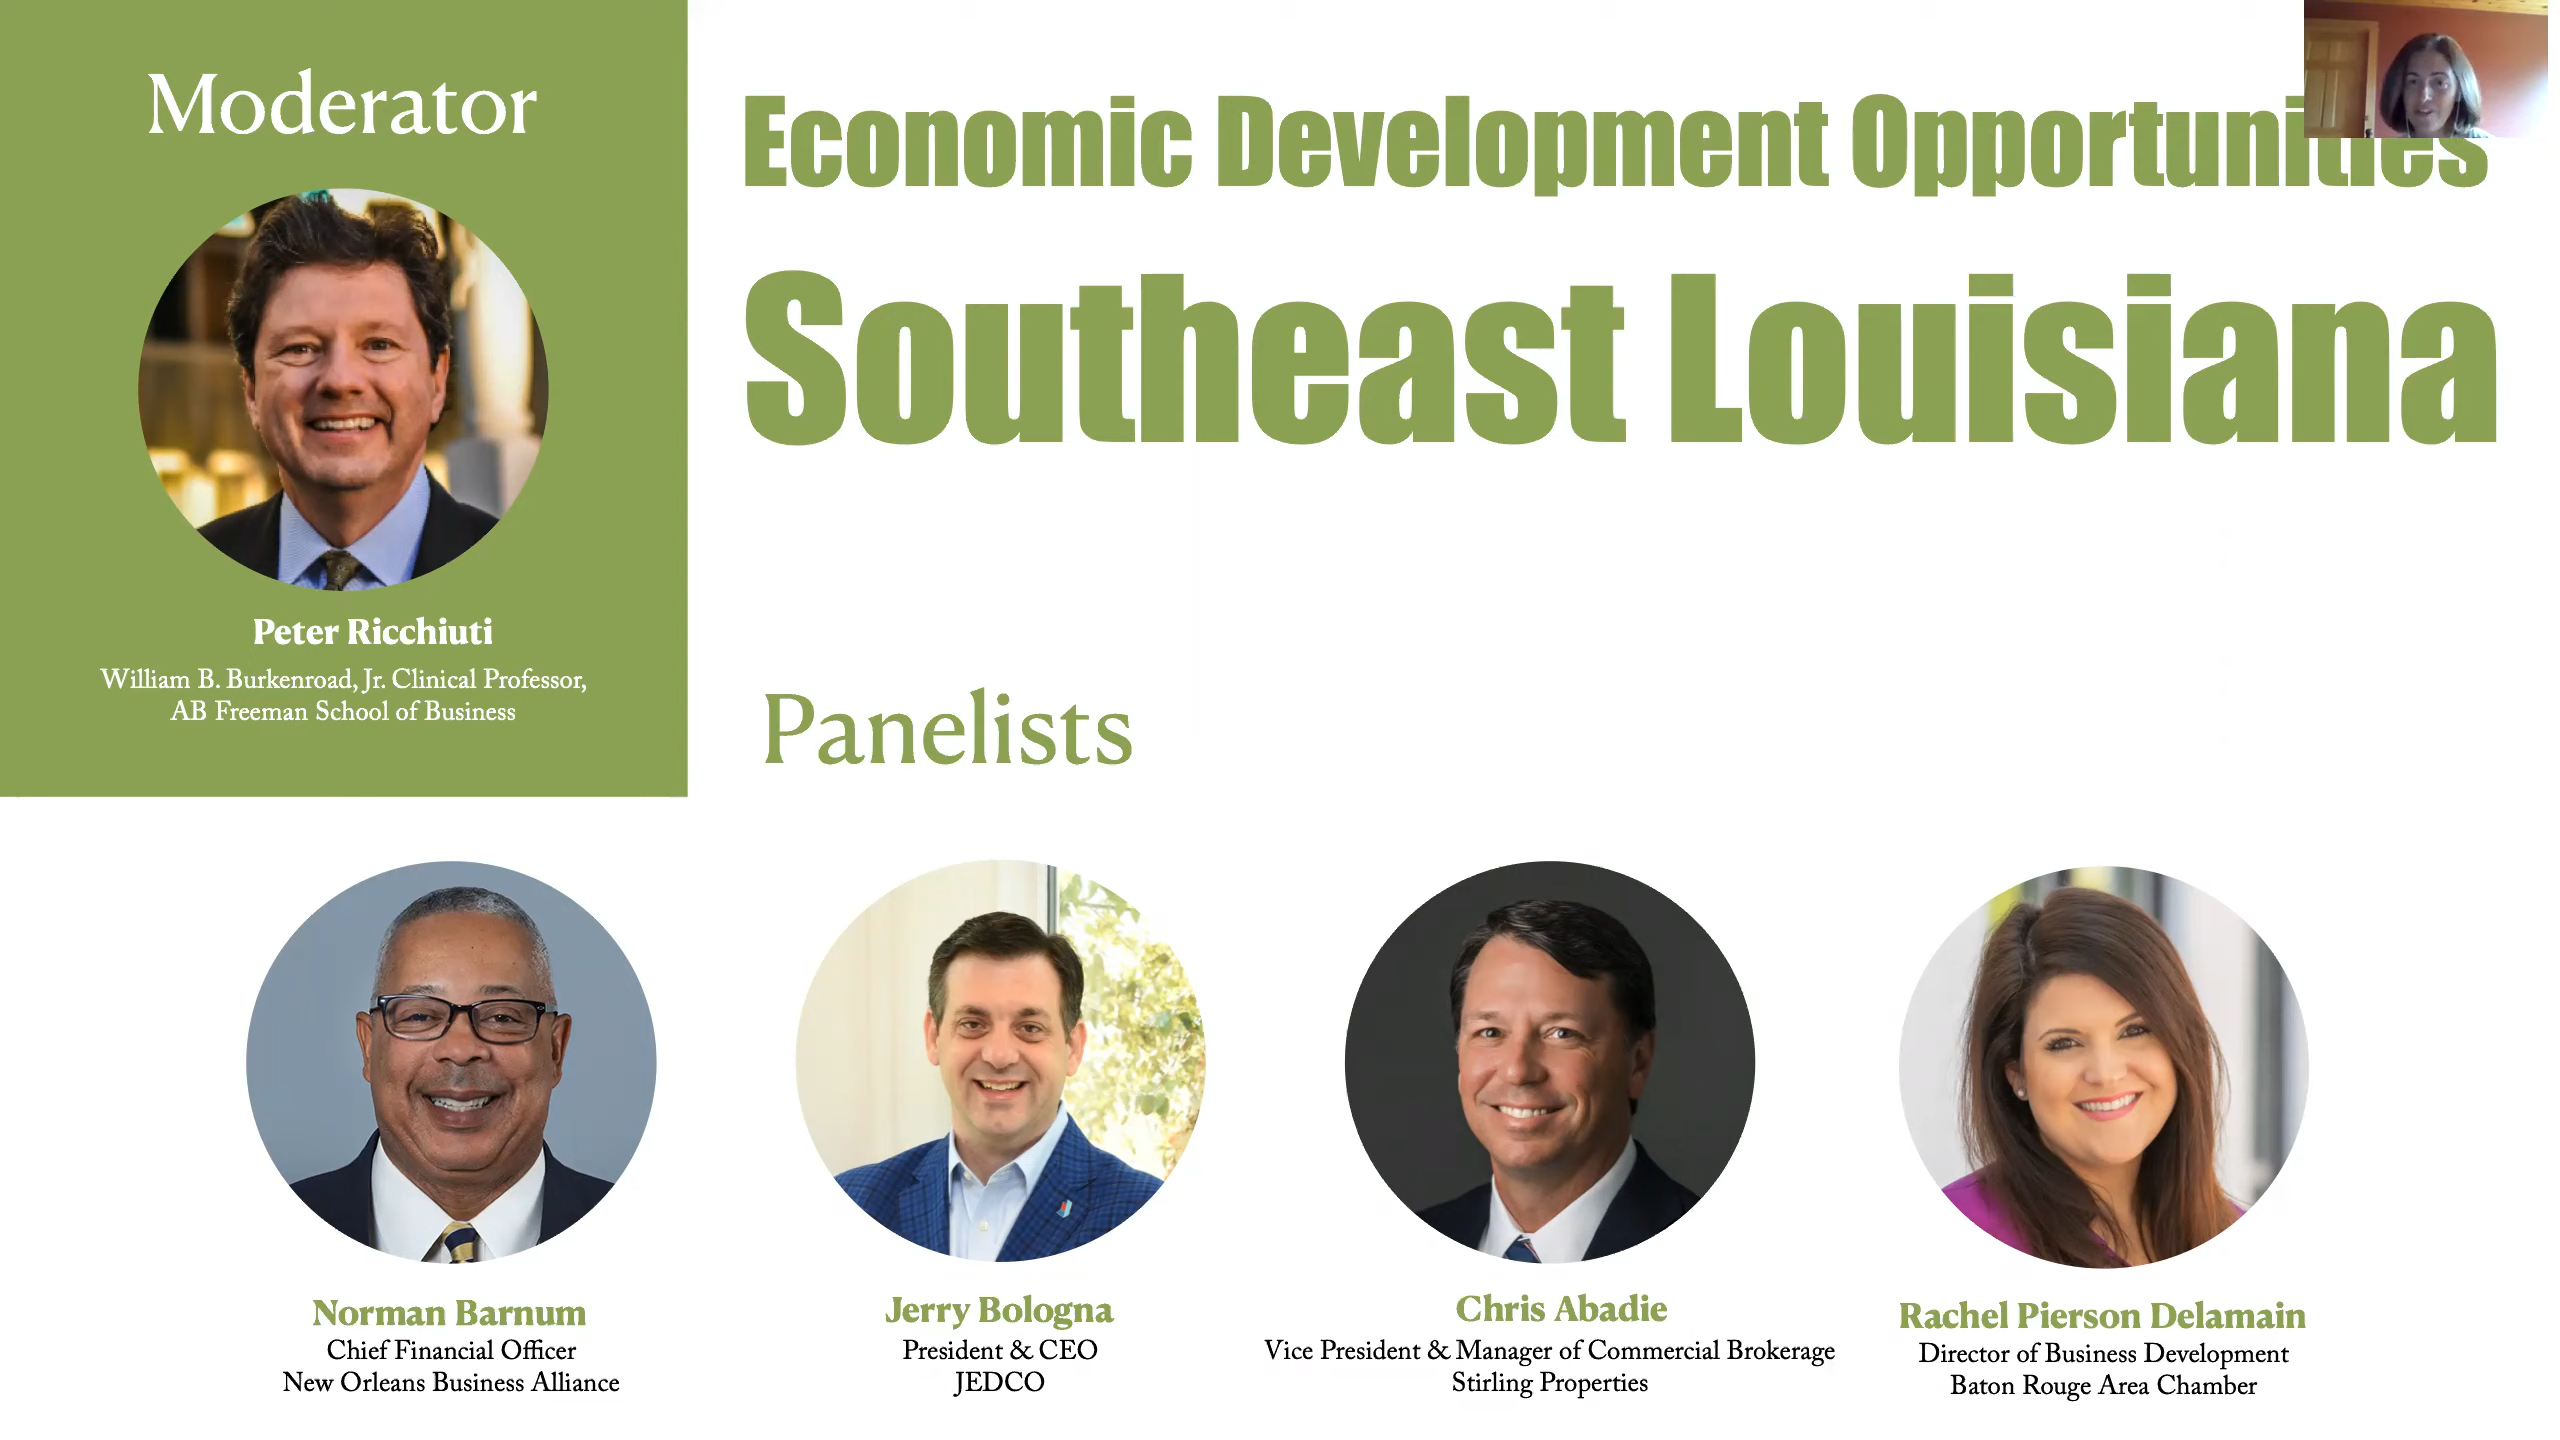 Moderator
Peter Ricchiuti
William B. Burkenroad, Jr. Clinical Professor,
AB Freeman School of Business
Economic Development Opportunities
Southeast Louisiana
Panelists
Norman Barnum
Chief Financial Officer
New Orleans Business Alliance
Jerry Bologna
President & CEO
JEDCO
Chris Abadie
Vice President & Manager of Commercial Brokerage
Stirling Properties
Rachel Pierson Delamain
Director of Business Development
Baton Rouge Area Chamber